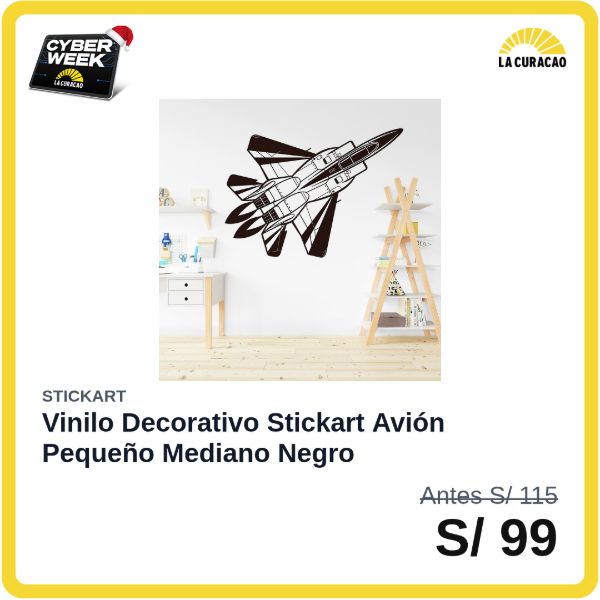 CYBER
WEEK
LA CURACAO
LA CURACAO
STICKART
Vinilo Decorativo Stickart Avión
Pequeño Mediano Negro
Antes S/ 115
S/ 99